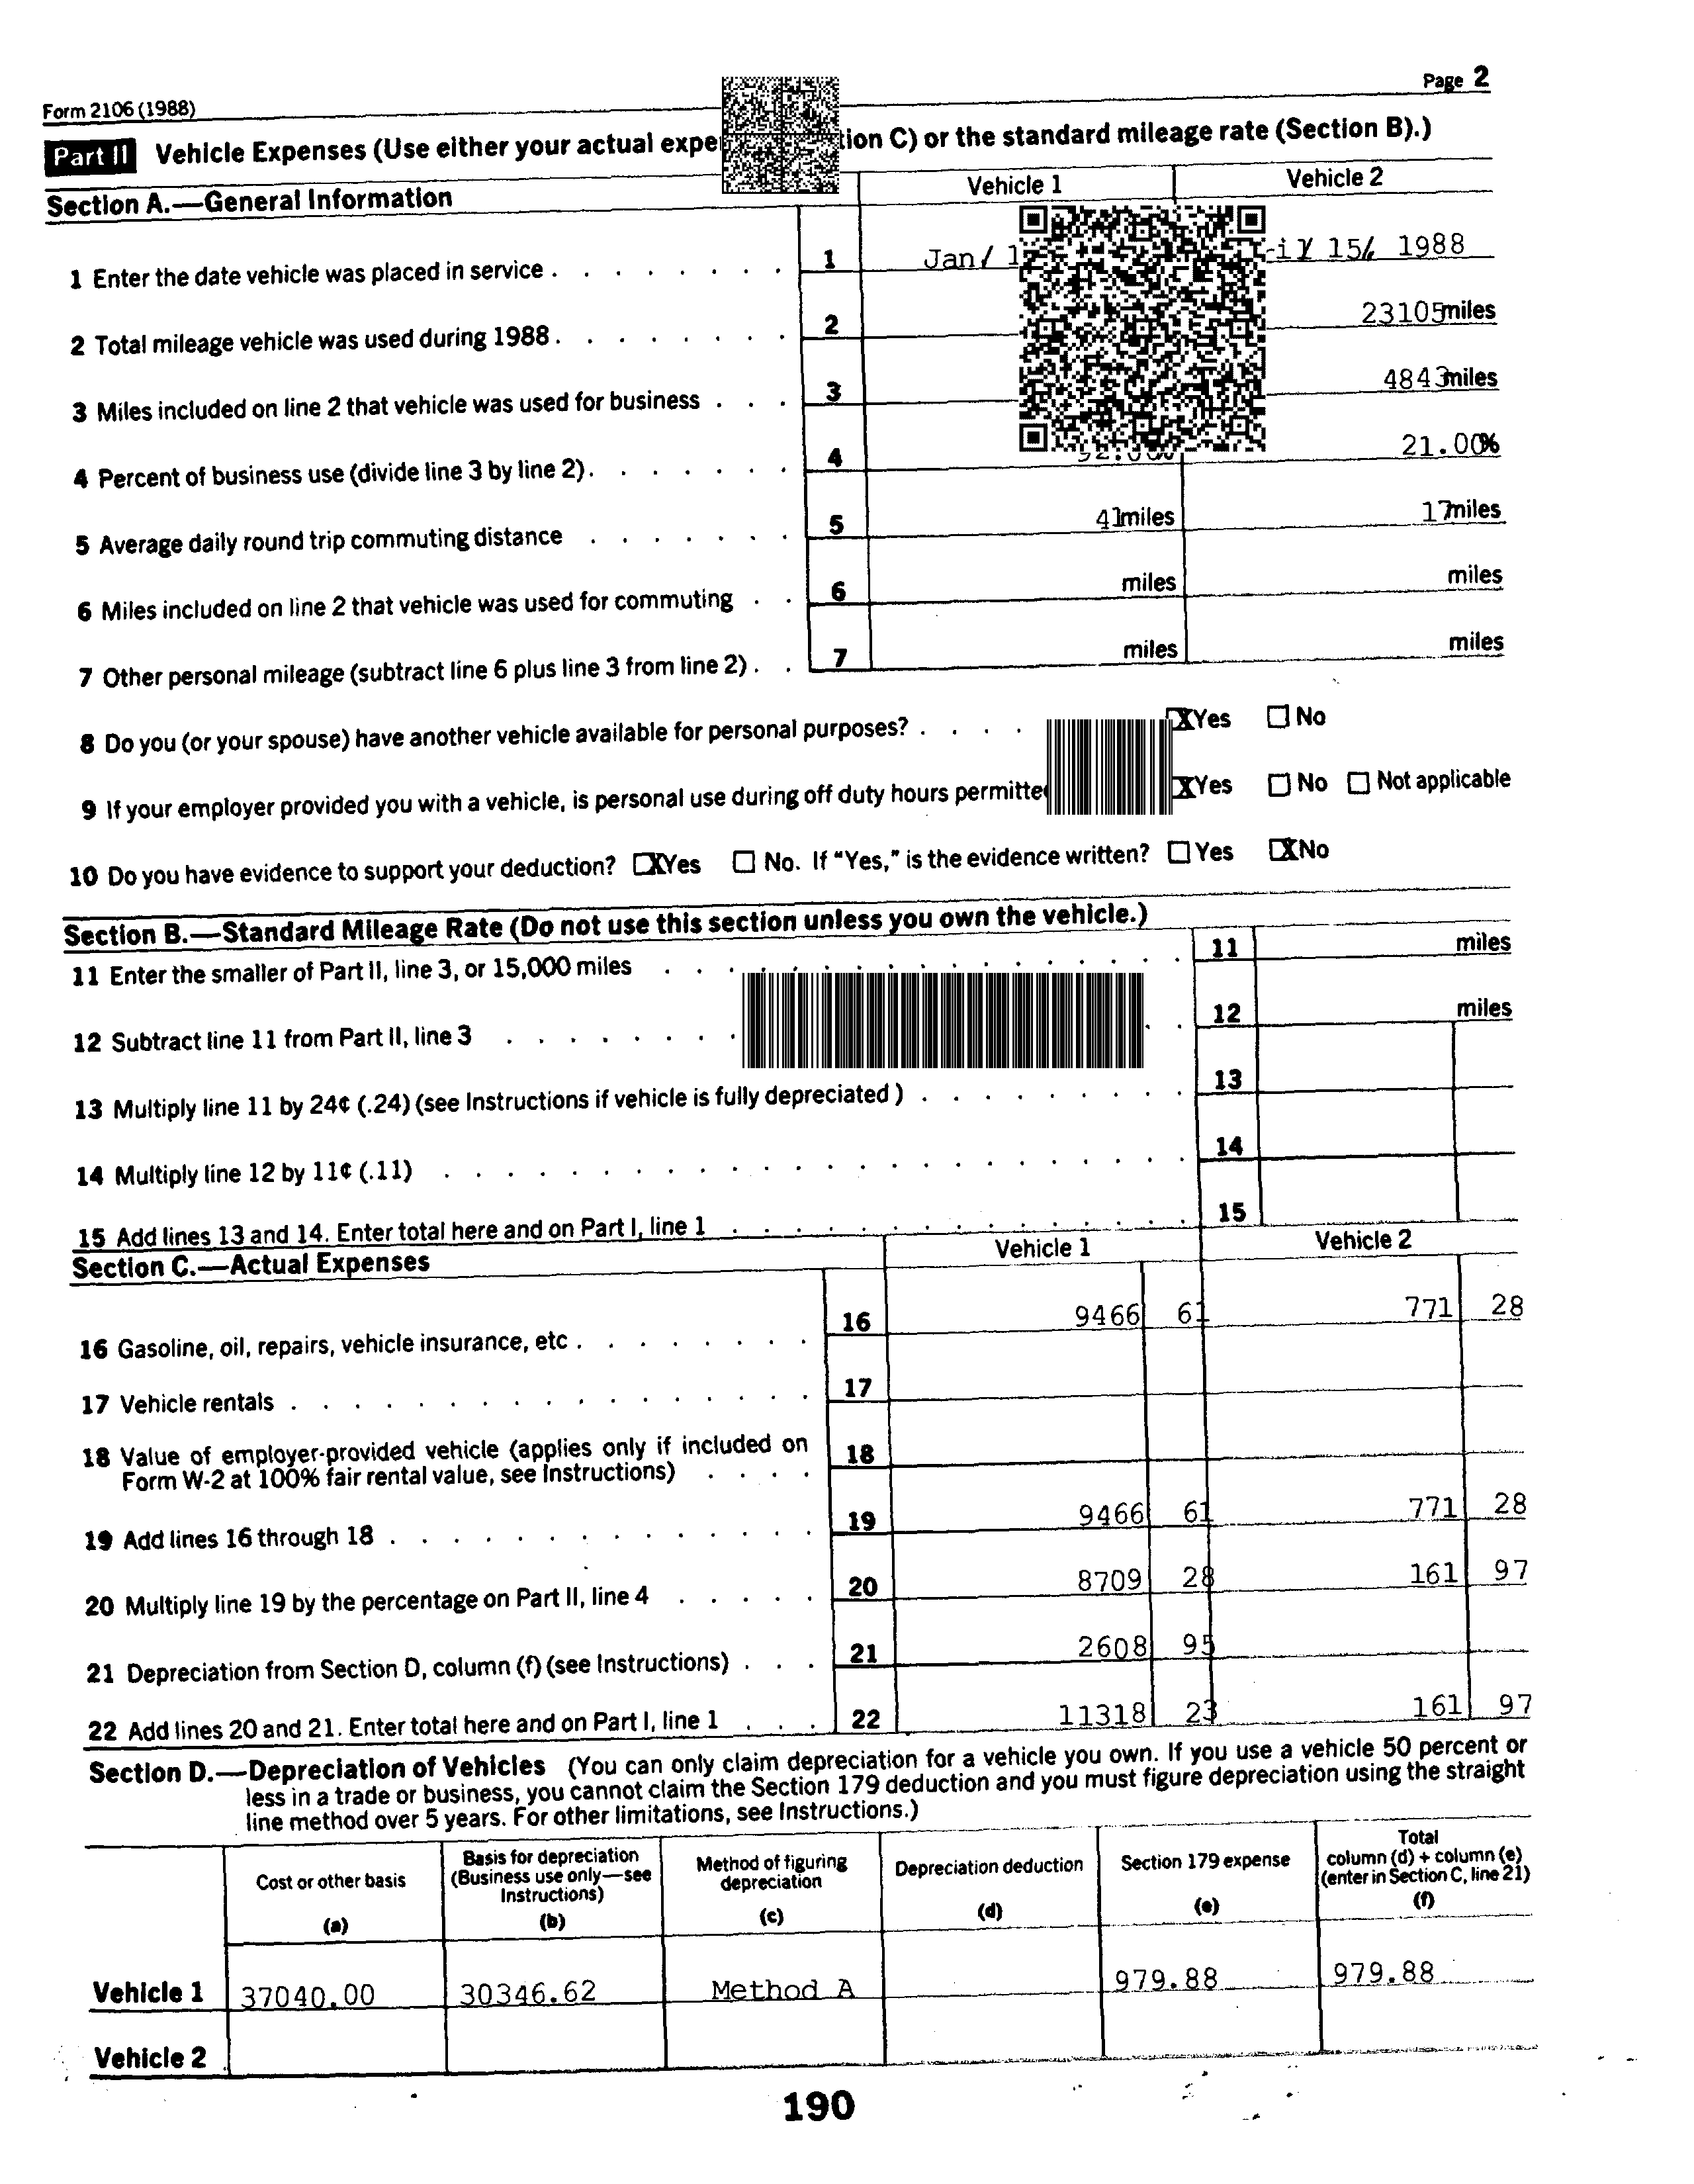 Page 2
Form 2106 (1988)
Part II Vehicle Expenses (Use either your actual C) or the standard mileage rate (Section B).)
Section A.—General Information Vehicle 1 Vehicle 2
1 Enter the date vehicle was placed in service . . . . . . . . 1 Jan/ 15/ 1988
2 Total mileage vehicle was used during 1988 . . . . . . . . 2 23105 miles
3 Miles included on line 2 that vehicle was used for business . . . 3 4843 miles
4 Percent of business use (divide line 3 by line 2) . . . . . . . 4 21.00%
5 Average daily round trip commuting distance . . . . . . . 5 41 miles 17 miles
6 Miles included on line 2 that vehicle was used for commuting . . 6 miles miles
7 Other personal mileage (subtract line 6 plus line 3 from line 2) . . 7 miles miles
8 Do you (or your spouse) have another vehicle available for personal purposes? . . . . X Yes No
9 If your employer provided you with a vehicle, is personal use during off duty hours X Yes No Not applicable
10 Do you have evidence to support your deduction? X Yes No. If "Yes," is the evidence written? Yes X No
Section B.—Standard Mileage Rate (Do not use this section unless you own the vehicle.)
11 Enter the smaller of Part II, line 3, or 15,000 miles . . . . . . . . . . . . . . . . 11 miles
12 Subtract line 11 from Part II, line 3 . . . . . . . . . . 12 miles
13 Multiply line 11 by 24¢ (.24) (see Instructions if vehicle is fully depreciated ) . . . . . . . . . 13
14 Multiply line 12 by 11¢ (.11) . . . . . . . . . . . . . . . . . . . . . 14
15 Add lines 13 and 14. Enter total here and on Part I, line 1 . . . . . . . . . . . . . . . 15
Section C.—Actual Expenses Vehicle 1 Vehicle 2
16 Gasoline, oil, repairs, vehicle insurance, etc . . . . . . . . 16 9466 61 771 28
17 Vehicle rentals . . . . . . . . . . . . . . . . . 17
18 Value of employer-provided vehicle (applies only if included on
Form W-2 at 100% fair rental value, see Instructions) . . . . 18
19 Add lines 16 through 18 . . . . . . . . . . . . . . 19 9466 61 771 28
20 Multiply line 19 by the percentage on Part II, line 4 . . . . . 20 8709 28 161 97
21 Depreciation from Section D, column (f) (see Instructions) . . . 21 2608 95
22 Add lines 20 and 21. Enter total here and on Part I, line 1 . . . 22 11318 23 161 97
Section D.—Depreciation of Vehicles (You can only claim depreciation for a vehicle you own. If you use a vehicle 50 percent or
less in a trade or business, you cannot claim the Section 179 deduction and you must figure depreciation using the straight
line method over 5 years. For other limitations, see Instructions.)
Cost or other basis (a) Basis for depreciation (Business use only—see Instructions) (b) Method of figuring depreciation (c) Depreciation deduction (d) Section 179 expense (e) Total column (d) + column (e) (enter in Section C, line 21) (f)
Vehicle 1 37040.00 30346.62 Method A 979.88 979.88
Vehicle 2
190